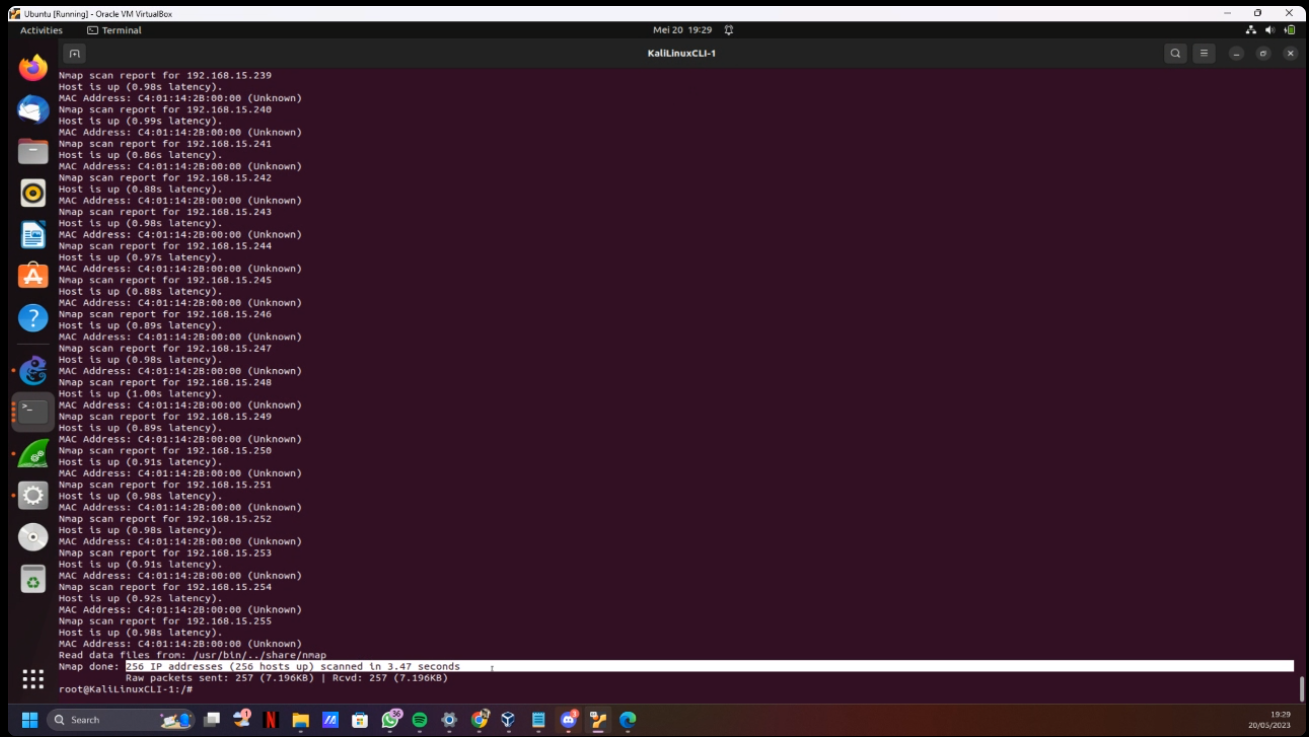 Ubuntu [Running] - Oracle VM VirtualBox
Activities
Terminal
Mei 20 19:29
KaliLinuxCLI-1
Nmap scan report for 192.168.15.239
Host is up (0.98s latency).
MAC Address: C4:01:14:2B:00:00 (Unknown)
Nmap scan report for 192.168.15.240
Host is up (0.99s latency).
MAC Address: C4:01:14:2B:00:00 (Unknown)
Nmap scan report for 192.168.15.241
Host is up (0.86s latency).
MAC Address: C4:01:14:2B:00:00 (Unknown)
Nmap scan report for 192.168.15.242
Host is up (0.88s latency).
MAC Address: C4:01:14:2B:00:00 (Unknown)
Nmap scan report for 192.168.15.243
Host is up (0.98s latency).
MAC Address: C4:01:14:2B:00:00 (Unknown)
Nmap scan report for 192.168.15.244
Host is up (0.97s latency).
MAC Address: C4:01:14:2B:00:00 (Unknown)
Nmap scan report for 192.168.15.245
Host is up (0.88s latency).
MAC Address: C4:01:14:2B:00:00 (Unknown)
Nmap scan report for 192.168.15.246
Host is up (0.89s latency).
MAC Address: C4:01:14:2B:00:00 (Unknown)
Nmap scan report for 192.168.15.247
Host is up (0.98s latency).
MAC Address: C4:01:14:2B:00:00 (Unknown)
Nmap scan report for 192.168.15.248
Host is up (1.00s latency).
MAC Address: C4:01:14:2B:00:00 (Unknown)
Nmap scan report for 192.168.15.249
Host is up (0.89s latency).
MAC Address: C4:01:14:2B:00:00 (Unknown)
Nmap scan report for 192.168.15.250
Host is up (0.91s latency).
MAC Address: C4:01:14:2B:00:00 (Unknown)
Nmap scan report for 192.168.15.251
Host is up (0.98s latency).
MAC Address: C4:01:14:2B:00:00 (Unknown)
Nmap scan report for 192.168.15.252
Host is up (0.98s latency).
MAC Address: C4:01:14:2B:00:00 (Unknown)
Nmap scan report for 192.168.15.253
Host is up (0.91s latency).
MAC Address: C4:01:14:2B:00:00 (Unknown)
Nmap scan report for 192.168.15.254
Host is up (0.92s latency).
MAC Address: C4:01:14:2B:00:00 (Unknown)
Nmap scan report for 192.168.15.255
Host is up (0.98s latency).
MAC Address: C4:01:14:2B:00:00 (Unknown)
Read data files from: /usr/bin/../share/nmap
Nmap done: 256 IP addresses (256 hosts up) scanned in 3.47 seconds
Raw packets sent: 257 (7.196KB) | Rcvd: 257 (7.196KB)
root@KaliLinuxCLI-1:/#
Search
19:29
20/05/2023